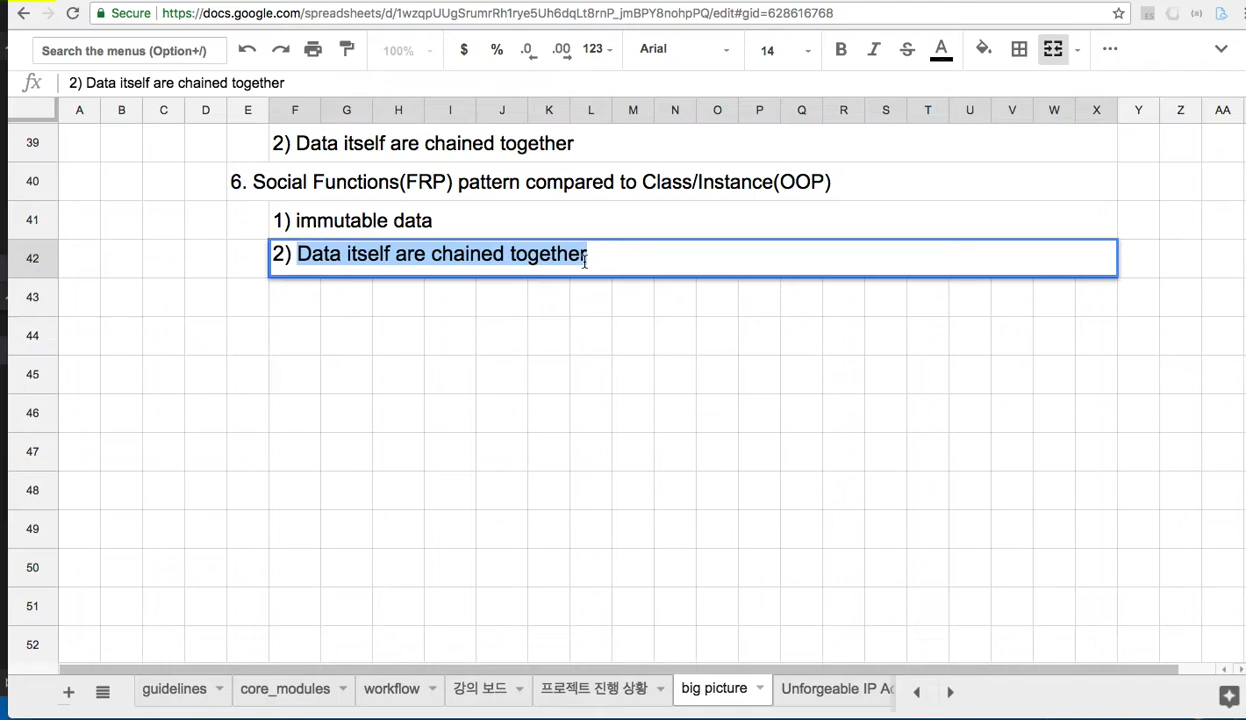 Secure
https://docs.google.com/spreadsheets/d/1wzqpUUgSrumrRh1rye5Uh6dqLt8rnP_jmBPY8nohpPQ/edit#gid=628616768
Search the menus (Option+/)
100%
$ % .0 .00 123
Arial
14
B I S A
fx 2) Data itself are chained together
A B C D E F G H I J K L M N O P Q R S T U V W X Y Z AA
39 2) Data itself are chained together
40 6. Social Functions(FRP) pattern compared to Class/Instance(OOP)
41 1) immutable data
42 2) Data itself are chained together
43
44
45
46
47
48
49
50
51
52
guidelines core_modules workflow 강의 보드 프로젝트 진행 상황 big picture Unforgeable IP